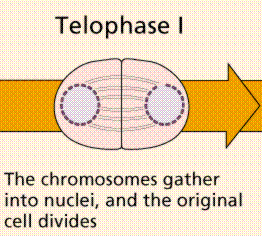 Telophase I
The chromosomes gather
into nuclei, and the original
cell divides